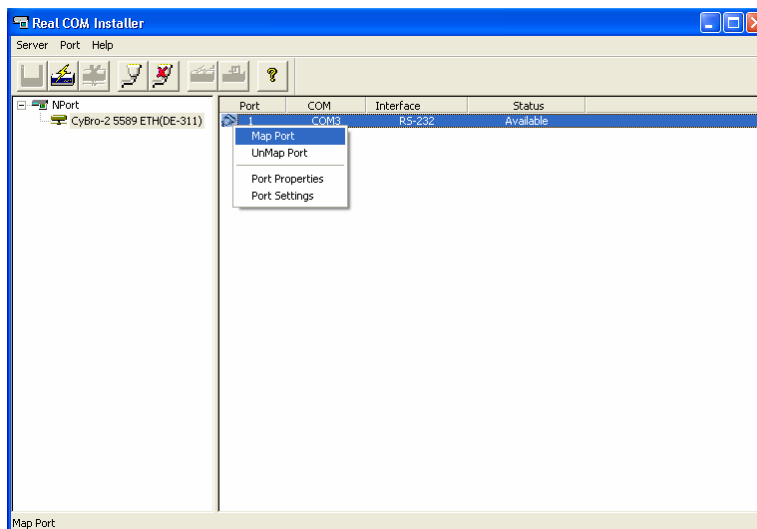 Real COM Installer
Server Port Help
NPort
CyBro-2 5589 ETH(DE-311)
Port COM Interface Status
1 COM3 RS-232 Available
Map Port
UnMap Port
Port Properties
Port Settings
Map Port